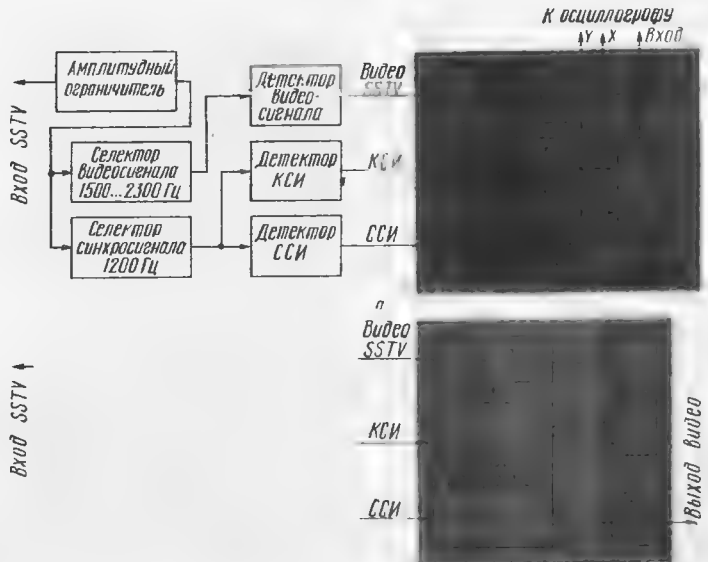 К осциллографу
Y X Вход
Амплитудный
ограничитель
Детектор
видео-
сигнала
Видео
SSTV
Вход SSTV
Селектор
видеосигнала
1500...2300 Гц
Детектор
КСИ
КСИ
Селектор
синхросигнала
1200 Гц
Детектор
ССИ
ССИ
Видео
SSTV
Вход SSTV
КСИ
ССИ
Выход видео